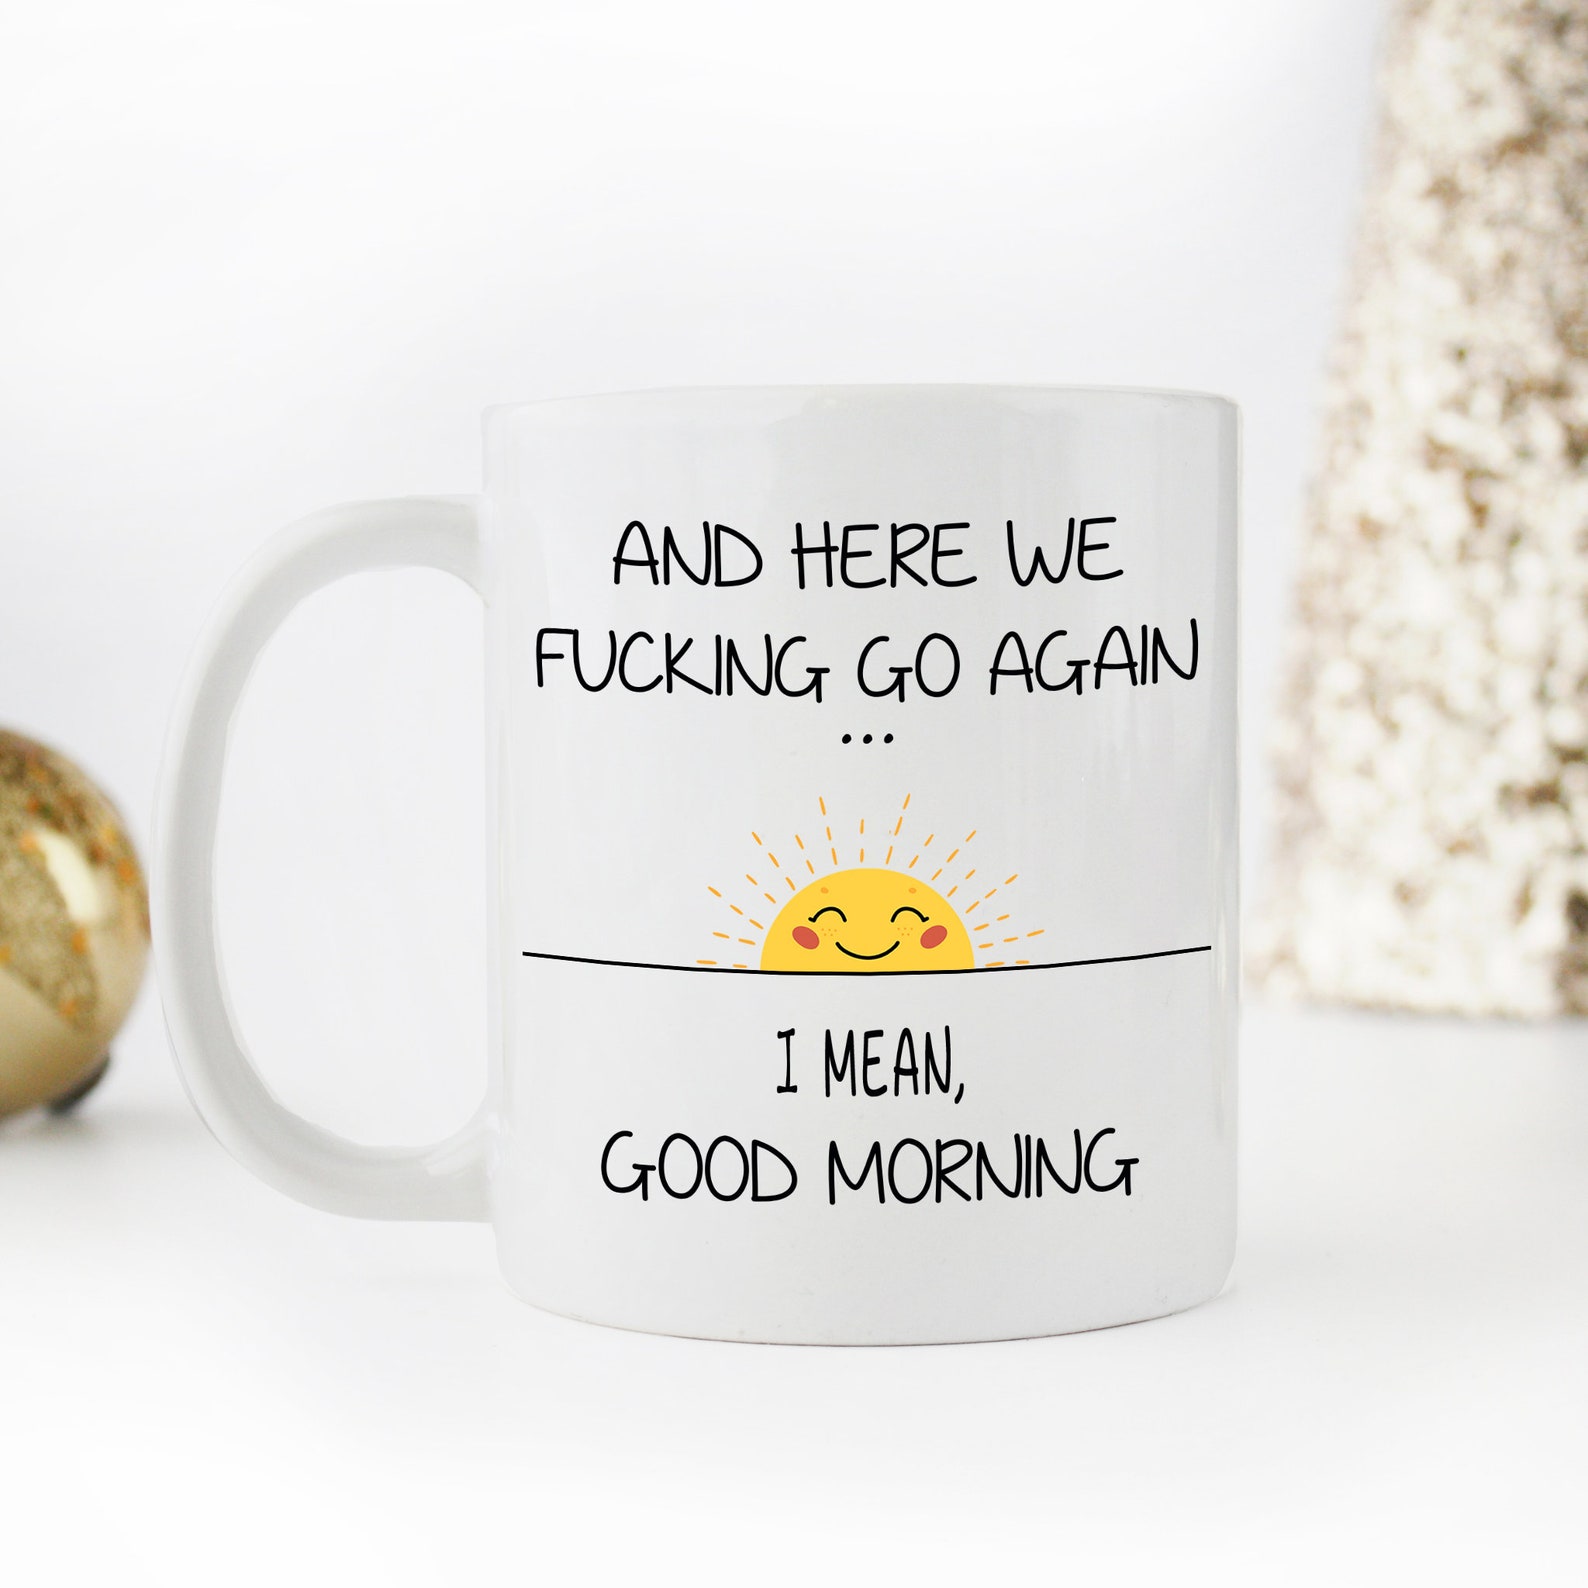 AND HERE WE
FUCKING GO AGAIN
...
I MEAN,
GOOD MORNING